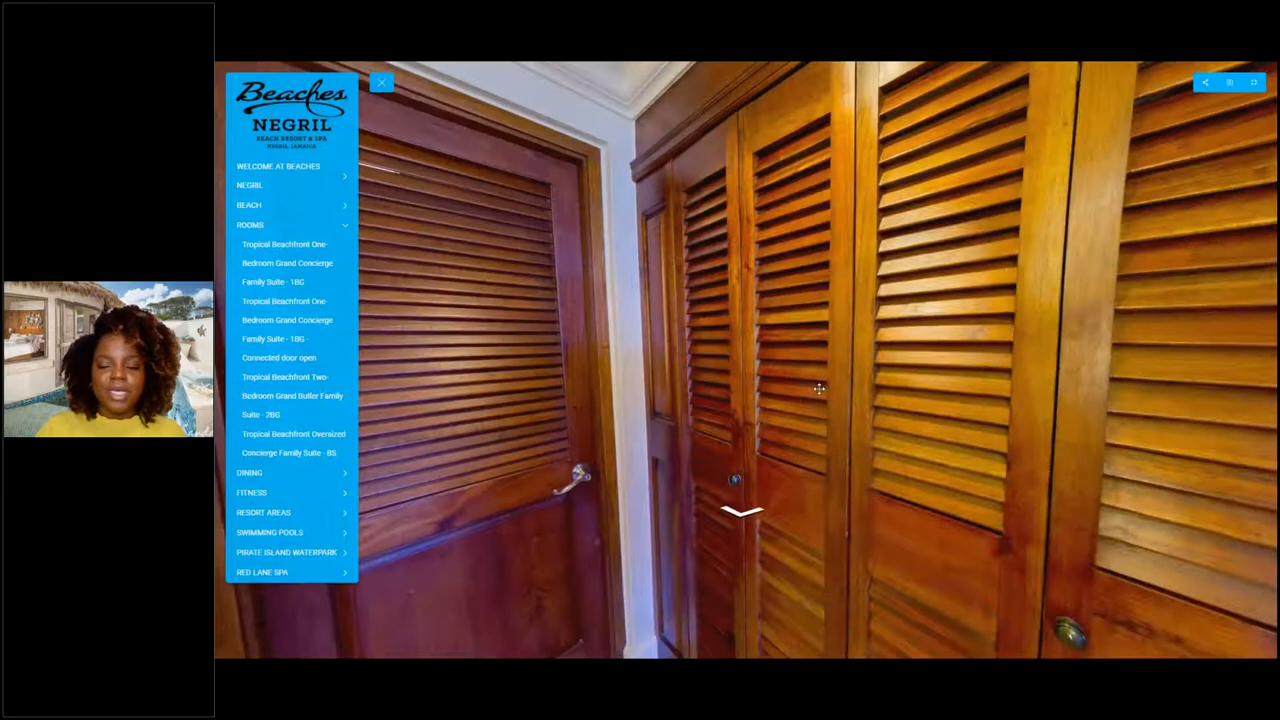 Beaches
NEGRIL
BEACH RESORT & SPA
NEGRIL JAMAICA
WELCOME AT BEACHES
NEGRIL
BEACH
ROOMS
Tropical Beachfront One-
Bedroom Grand Concierge
Family Suite - 1BG
Tropical Beachfront One-
Bedroom Grand Concierge
Family Suite - 1BG -
Connected door open
Tropical Beachfront Two-
Bedroom Grand Butler Family
Suite - 2BG
Tropical Beachfront Oversized
Concierge Family Suite - BS
DINING
FITNESS
RESORT AREAS
SWIMMING POOLS
PIRATE ISLAND WATERPARK
RED LANE SPA